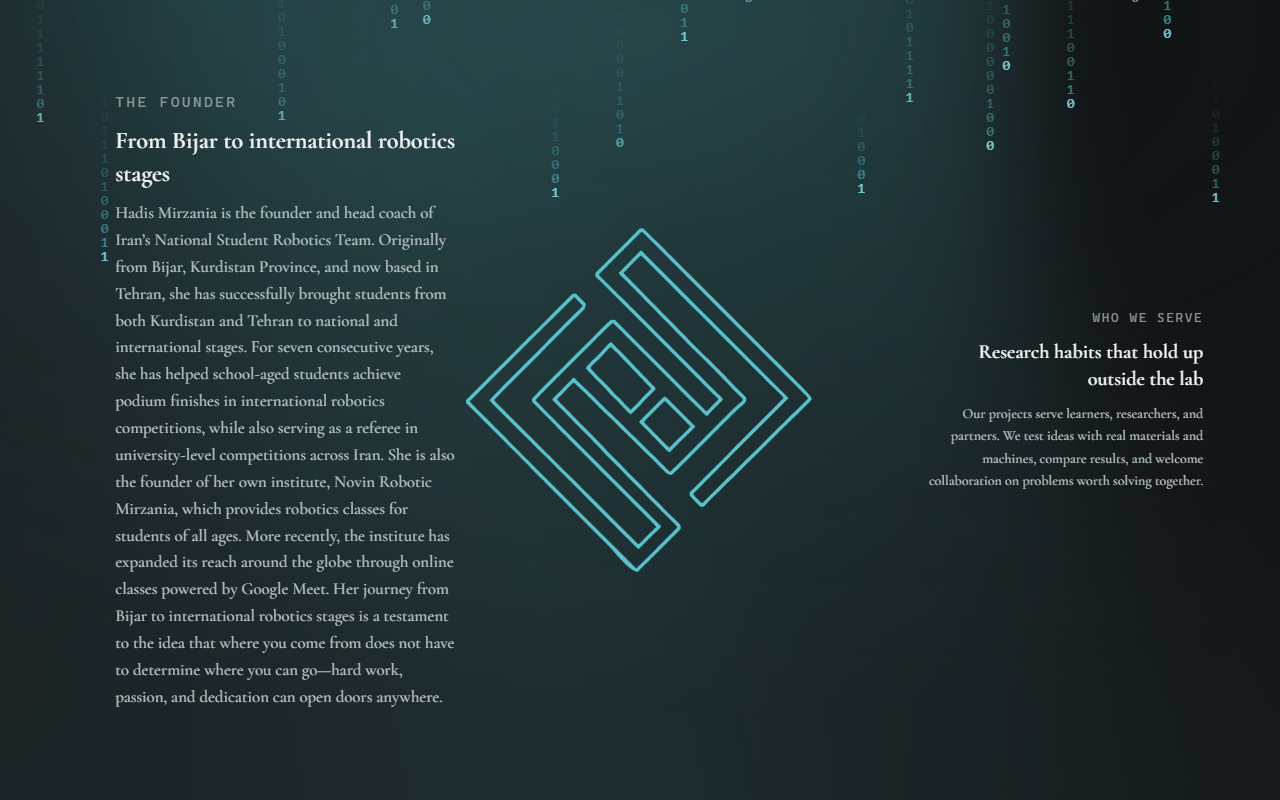 THE FOUNDER
From Bijar to international robotics
stages
Hadis Mirzania is the founder and head coach of
Iran’s National Student Robotics Team. Originally
from Bijar, Kurdistan Province, and now based in
Tehran, she has successfully brought students from
both Kurdistan and Tehran to national and
international stages. For seven consecutive years,
she has helped school-aged students achieve
podium finishes in international robotics
competitions, while also serving as a referee in
university-level competitions across Iran. She is also
the founder of her own institute, Novin Robotic
Mirzania, which provides robotics classes for
students of all ages. More recently, the institute has
expanded its reach around the globe through online
classes powered by Google Meet. Her journey from
Bijar to international robotics stages is a testament
to the idea that where you come from does not have
to determine where you can go—hard work,
passion, and dedication can open doors anywhere.
WHO WE SERVE
Research habits that hold up
outside the lab
Our projects serve learners, researchers, and
partners. We test ideas with real materials and
machines, compare results, and welcome
collaboration on problems worth solving together.